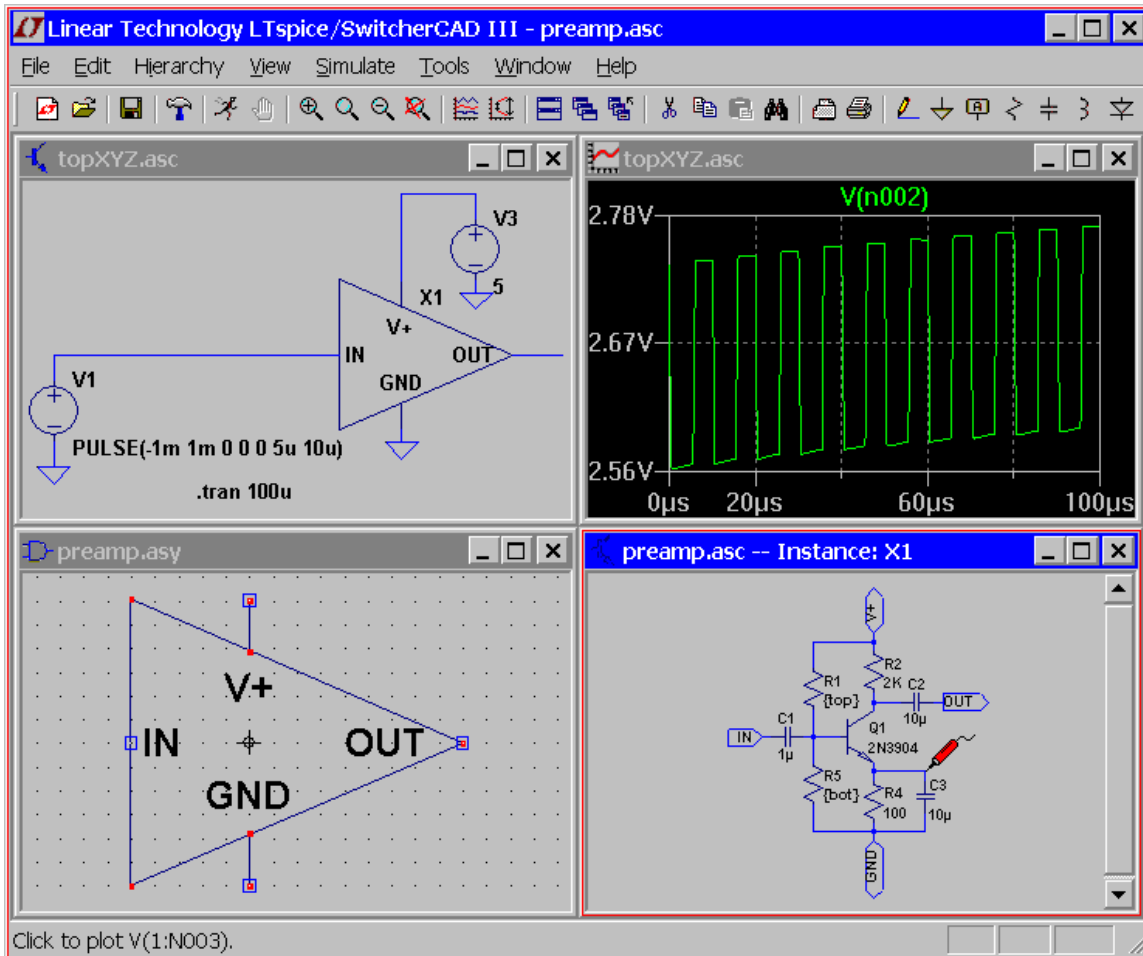 Linear Technology LTspice/SwitcherCAD III - preamp.asc
File Edit Hierarchy View Simulate Tools Window Help
A
topXYZ.asc
V3
5
X1
V+
IN
OUT
GND
V1
PULSE(-1m 1m 0 0 0 5u 10u)
.tran 100u
topXYZ.asc
V(n002)
2.78V
2.67V
2.56V
0µs 20µs 60µs 100µs
preamp.asy
V+
IN OUT
GND
preamp.asc -- Instance: X1
V+
R1
{top}
R2
2K
C2
10µ
OUT
C1
1µ
IN
Q1
2N3904
R5
{bot}
R4
100
C3
10µ
GND
Click to plot V(1:N003).